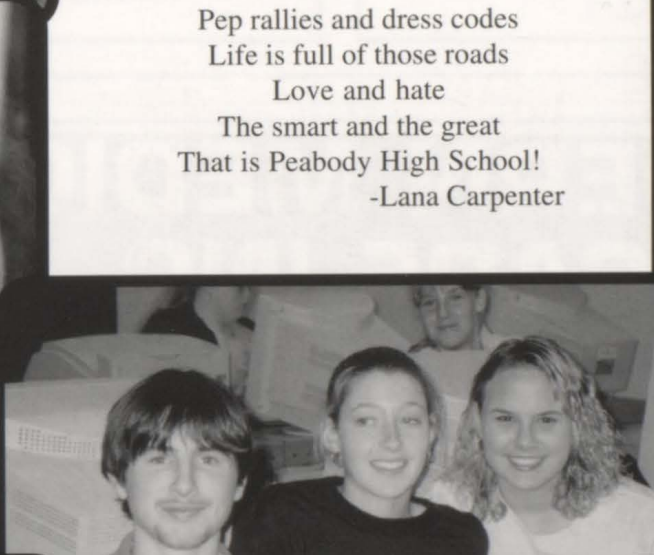 Pep rallies and dress codes
Life is full of those roads
Love and hate
The smart and the great
That is Peabody High School!
-Lana Carpenter